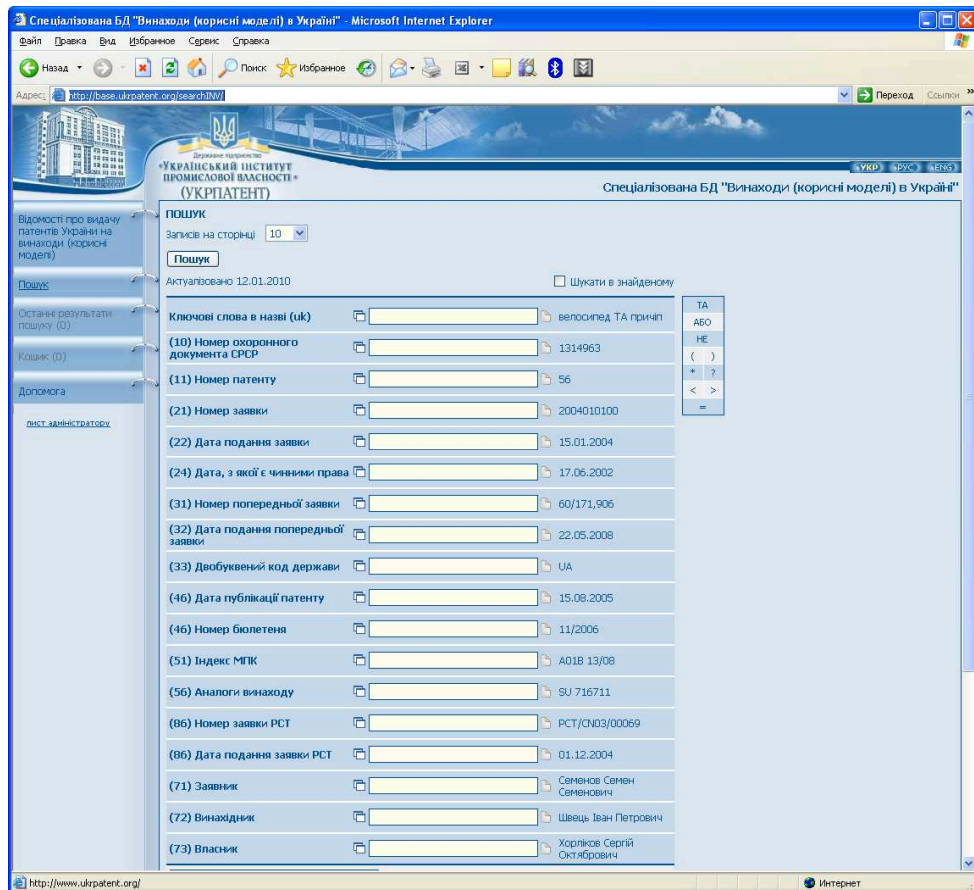 Спеціалізована БД "Винаходи (корисні моделі) в Україні" - Microsoft Internet Explorer
Файл Правка Вид Избранное Сервис Справка
Назад Поиск Избранное
Адрес: http://base.ukrpatent.org/searchINV/ Переход Ссылки »
Державне підприємство
«УКРАЇНСЬКИЙ ІНСТИТУТ
ПРОМИСЛОВОЇ ВЛАСНОСТІ»
(УКРПАТЕНТ)
УКР РУС ENG
Спеціалізована БД "Винаходи (корисні моделі) в Україні"
Відомості про видачу
патентів України на
винаходи (корисні
моделі)
Пошук
Останні результати
пошуку (0)
Кошик (0)
Допомога
лист адміністратору
ПОШУК
Записів на сторінці 10
Пошук
Актуалізовано 12.01.2010 Шукати в знайденому
Ключові слова в назві (uk) велосипед ТА причіп
(10) Номер охоронного
документа СРСР 1314963
(11) Номер патенту 56
(21) Номер заявки 2004010100
(22) Дата подання заявки 15.01.2004
(24) Дата, з якої є чинними права 17.06.2002
(31) Номер попередньої заявки 60/171,906
(32) Дата подання попередньої
заявки 22.05.2008
(33) Двобуквений код держави UA
(46) Дата публікації патенту 15.08.2005
(46) Номер бюлетеня 11/2006
(51) Індекс МПК A01B 13/08
(56) Аналоги винаходу SU 716711
(86) Номер заявки РСТ PCT/CN03/00069
(86) Дата подання заявки РСТ 01.12.2004
(71) Заявник Семенов Семен
Семенович
(72) Винахідник Швець Іван Петрович
(73) Власник Хорліков Сергій
Октябрович
ТА
АБО
НЕ
( )
* ?
< >
=
http://www.ukrpatent.org/ Интернет